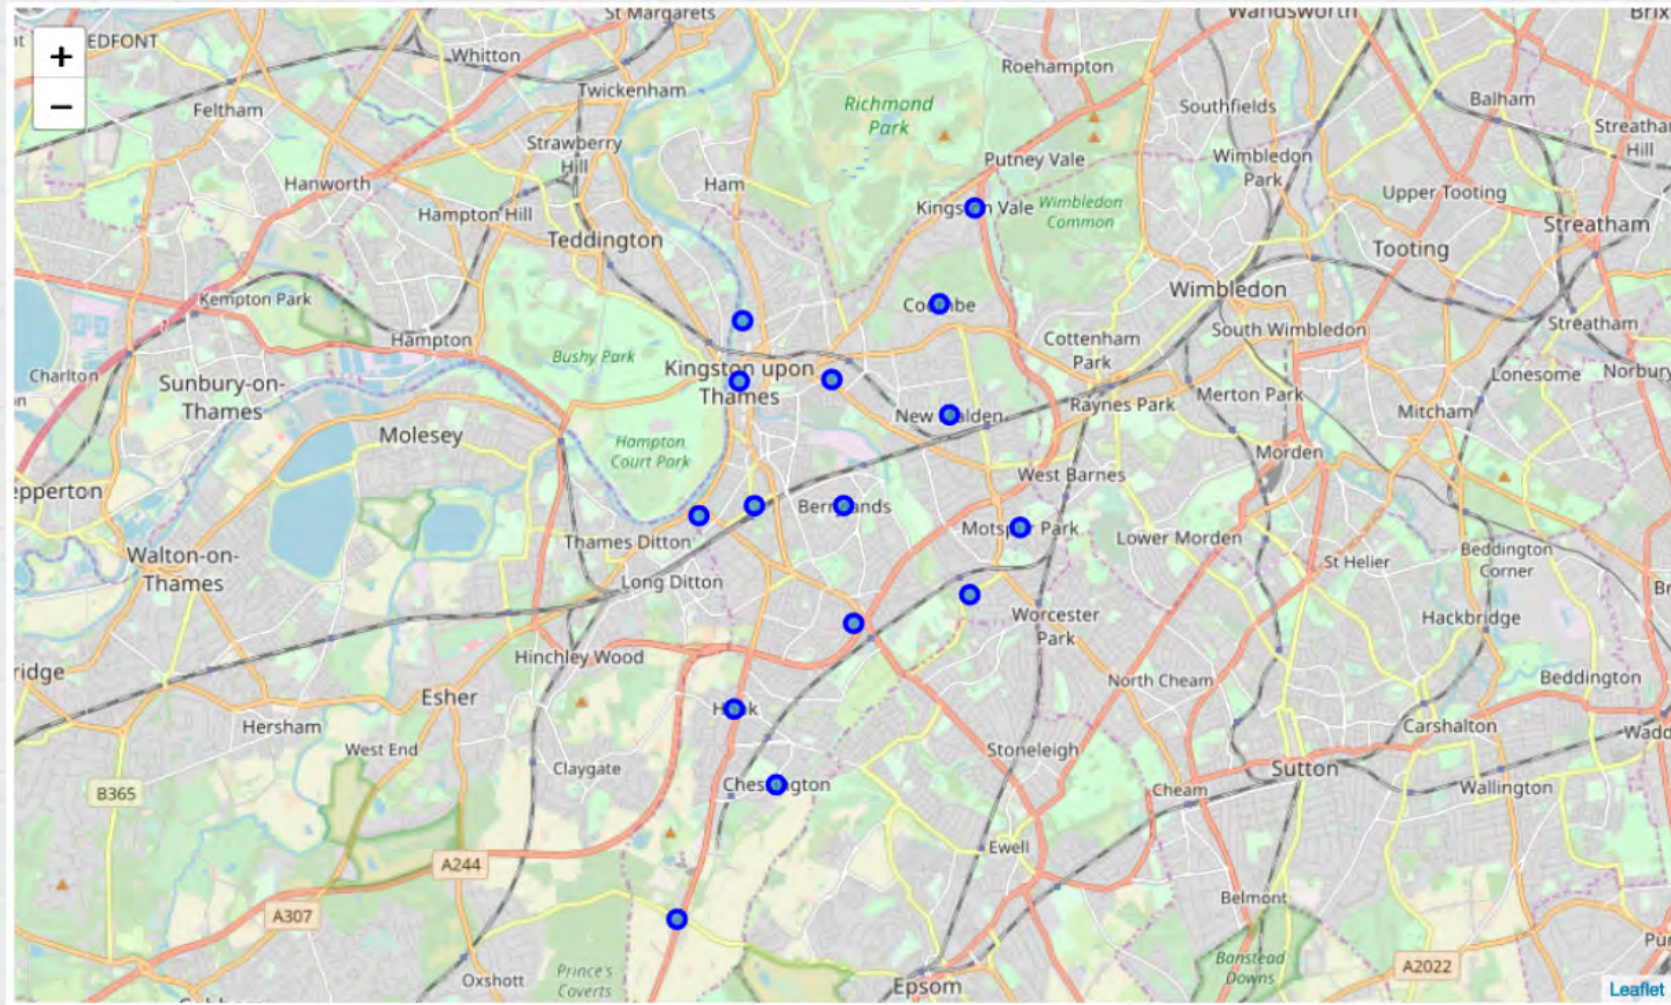 St Margarets
Wandsworth
EDFONT
Whitton
Roehampton
+
−
Feltham
Twickenham
Richmond
Park
Southfields
Balham
Streatham
Hill
Strawberry
Hill
Putney Vale
Wimbledon
Park
Hanworth
Ham
Upper Tooting
Hampton Hill
Kingston Vale
Wimbledon
Common
Streatham
Teddington
Tooting
Kempton Park
Coombe
Wimbledon
Hampton
Bushy Park
Cottenham
Park
South Wimbledon
Streatham
Charlton
Sunbury-on-
Thames
Kingston upon
Thames
Lonesome
Norbury
Molesey
New Malden
Raynes Park
Merton Park
Mitcham
Hampton
Court Park
Morden
epperton
West Barnes
Berrylands
Motspur Park
Walton-on-
Thames
Thames Ditton
Lower Morden
St Helier
Beddington
Corner
Long Ditton
Worcester
Park
Hackbridge
Hinchley Wood
ridge
Esher
North Cheam
Beddington
Hersham
Hook
Carshalton
West End
Claygate
Stoneleigh
Sutton
Chessington
Cheam
Wallington
B365
Ewell
A244
A307
Belmont
Oxshott
Prince's
Coverts
Epsom
Banstead
Downs
A2022
Leaflet